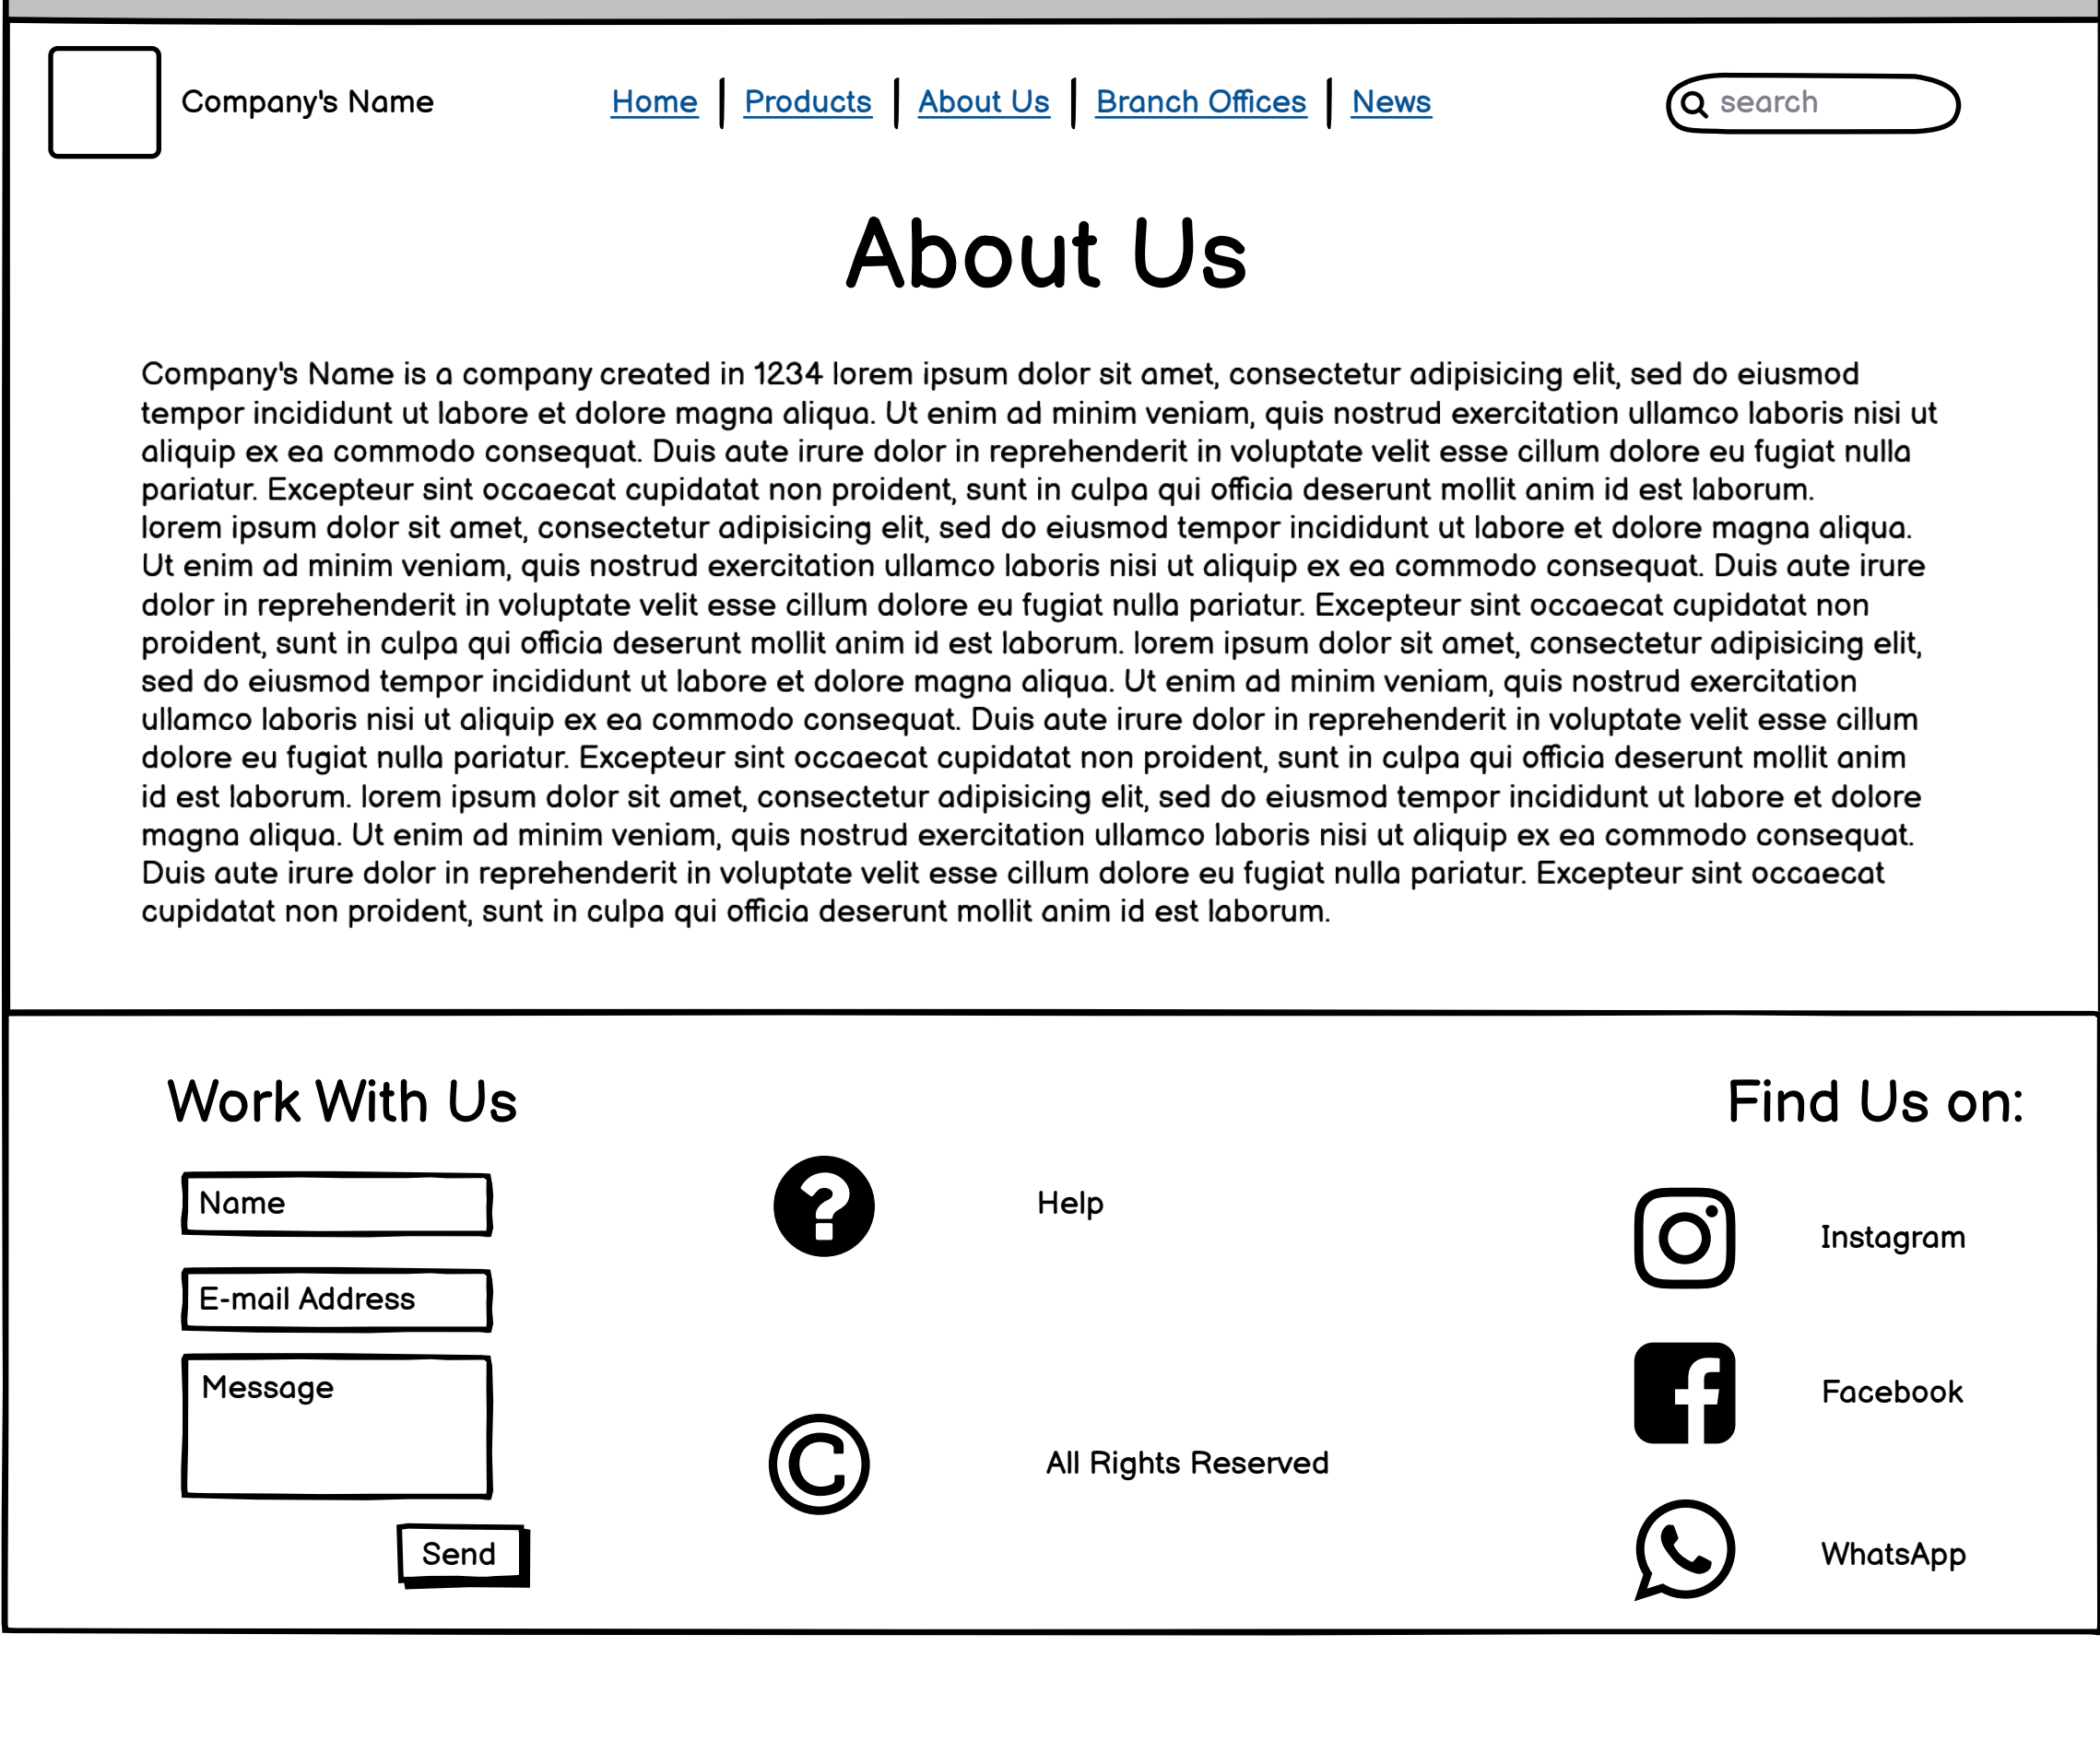 Company's Name
Home | Products | About Us | Branch Offices | News
search
About Us
Company's Name is a company created in 1234 lorem ipsum dolor sit amet, consectetur adipisicing elit, sed do eiusmod
tempor incididunt ut labore et dolore magna aliqua. Ut enim ad minim veniam, quis nostrud exercitation ullamco laboris nisi ut
aliquip ex ea commodo consequat. Duis aute irure dolor in reprehenderit in voluptate velit esse cillum dolore eu fugiat nulla
pariatur. Excepteur sint occaecat cupidatat non proident, sunt in culpa qui officia deserunt mollit anim id est laborum.
lorem ipsum dolor sit amet, consectetur adipisicing elit, sed do eiusmod tempor incididunt ut labore et dolore magna aliqua.
Ut enim ad minim veniam, quis nostrud exercitation ullamco laboris nisi ut aliquip ex ea commodo consequat. Duis aute irure
dolor in reprehenderit in voluptate velit esse cillum dolore eu fugiat nulla pariatur. Excepteur sint occaecat cupidatat non
proident, sunt in culpa qui officia deserunt mollit anim id est laborum. lorem ipsum dolor sit amet, consectetur adipisicing elit,
sed do eiusmod tempor incididunt ut labore et dolore magna aliqua. Ut enim ad minim veniam, quis nostrud exercitation
ullamco laboris nisi ut aliquip ex ea commodo consequat. Duis aute irure dolor in reprehenderit in voluptate velit esse cillum
dolore eu fugiat nulla pariatur. Excepteur sint occaecat cupidatat non proident, sunt in culpa qui officia deserunt mollit anim
id est laborum. lorem ipsum dolor sit amet, consectetur adipisicing elit, sed do eiusmod tempor incididunt ut labore et dolore
magna aliqua. Ut enim ad minim veniam, quis nostrud exercitation ullamco laboris nisi ut aliquip ex ea commodo consequat.
Duis aute irure dolor in reprehenderit in voluptate velit esse cillum dolore eu fugiat nulla pariatur. Excepteur sint occaecat
cupidatat non proident, sunt in culpa qui officia deserunt mollit anim id est laborum.
Work With Us
Name
E-mail Address
Message
Send
Help
All Rights Reserved
Find Us on:
Instagram
Facebook
WhatsApp